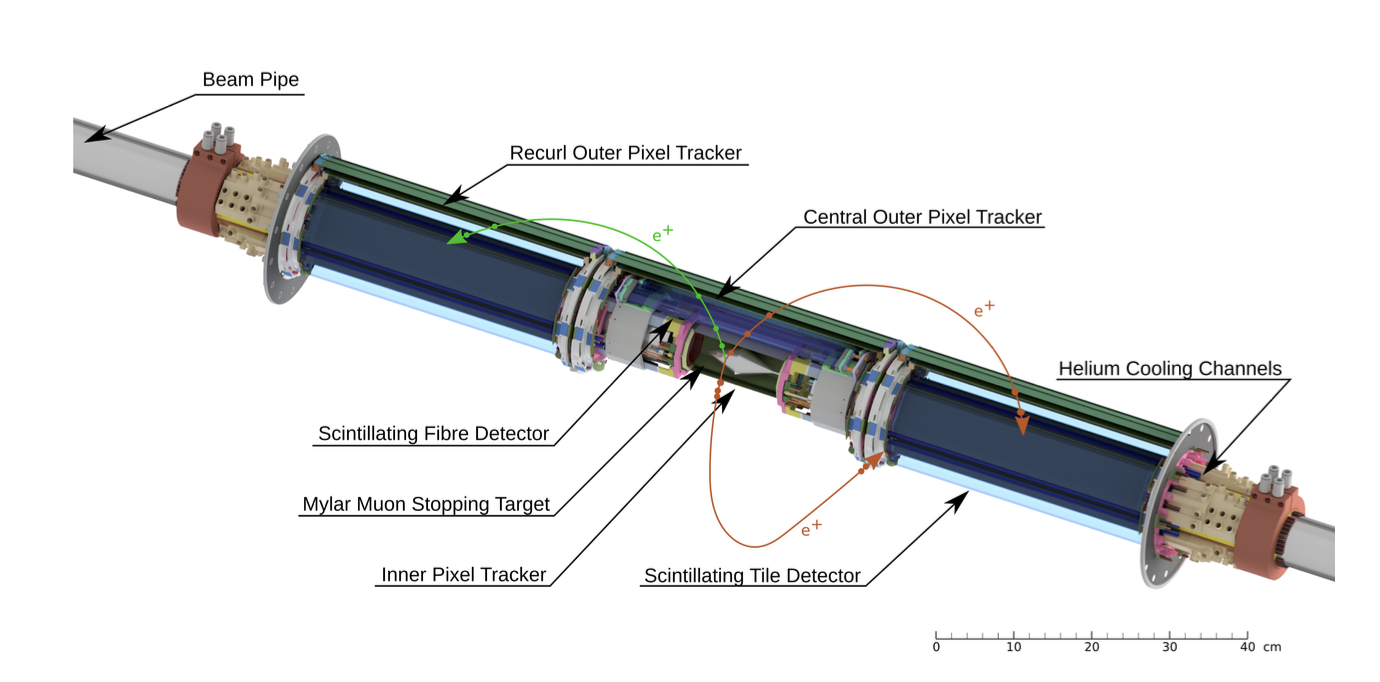 Beam Pipe
Recurl Outer Pixel Tracker
Central Outer Pixel Tracker
e+
e+
Helium Cooling Channels
Scintillating Fibre Detector
Mylar Muon Stopping Target
e+
Inner Pixel Tracker
Scintillating Tile Detector
0 10 20 30 40 cm